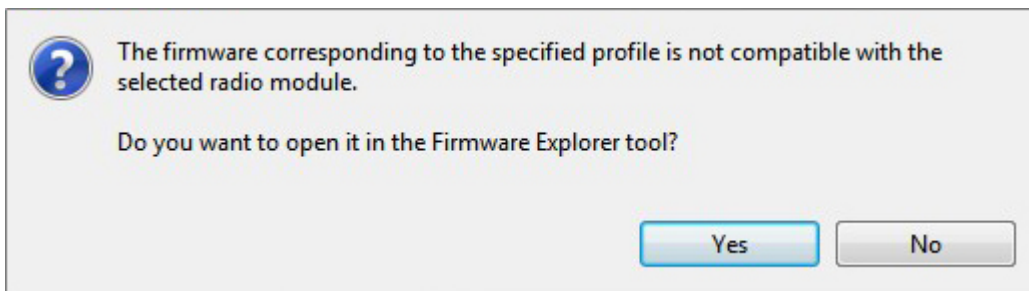 The firmware corresponding to the specified profile is not compatible with the
selected radio module.
Do you want to open it in the Firmware Explorer tool?
Yes
No